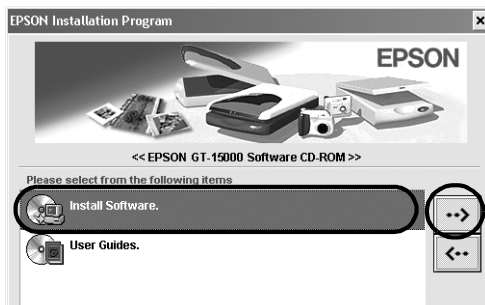 EPSON Installation Program
EPSON
<< EPSON GT-15000 Software CD-ROM >>
Please select from the following items
Install Software.
User Guides.